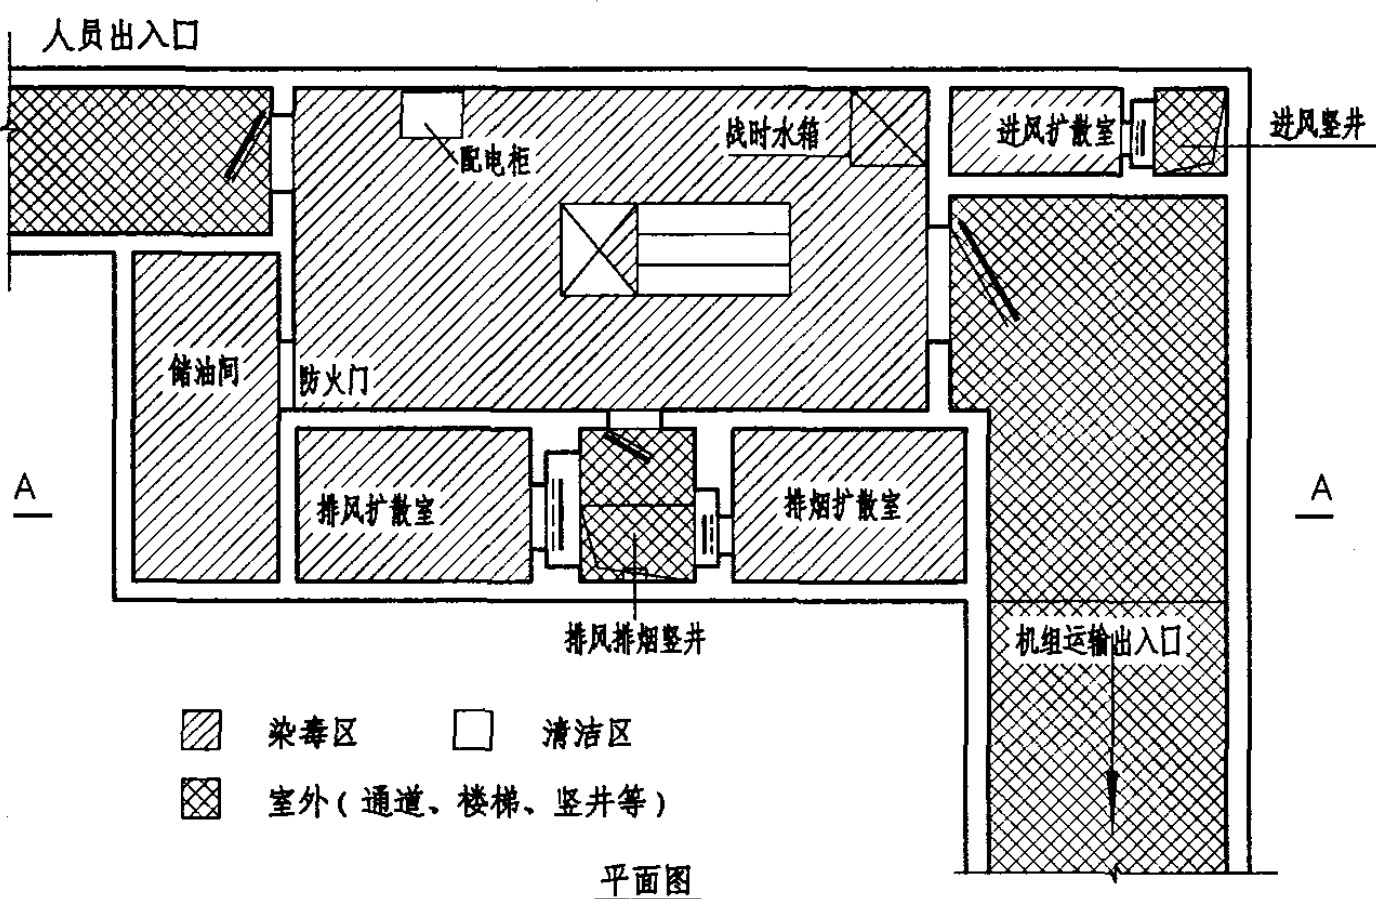 人员出入口
战时水箱
进风扩散室
进风竖井
配电柜
储油间
防火门
A
A
排风扩散室
排烟扩散室
排风排烟竖井
机组运输出入口
染毒区
清洁区
室外(通道、楼梯、竖井等)
平面图